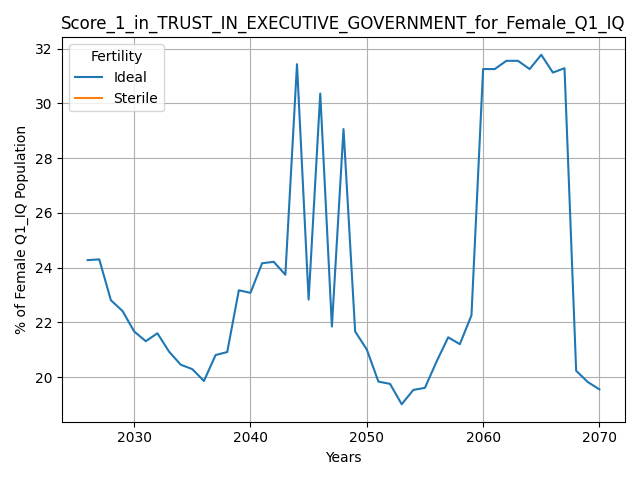 Score_1_in_TRUST_IN_EXECUTIVE_GOVERNMENT_for_Female_Q1_IQ
Fertility
Ideal
Sterile
% of Female Q1_IQ Population
32
30
28
26
24
22
20
2030 2040 2050 2060 2070
Years